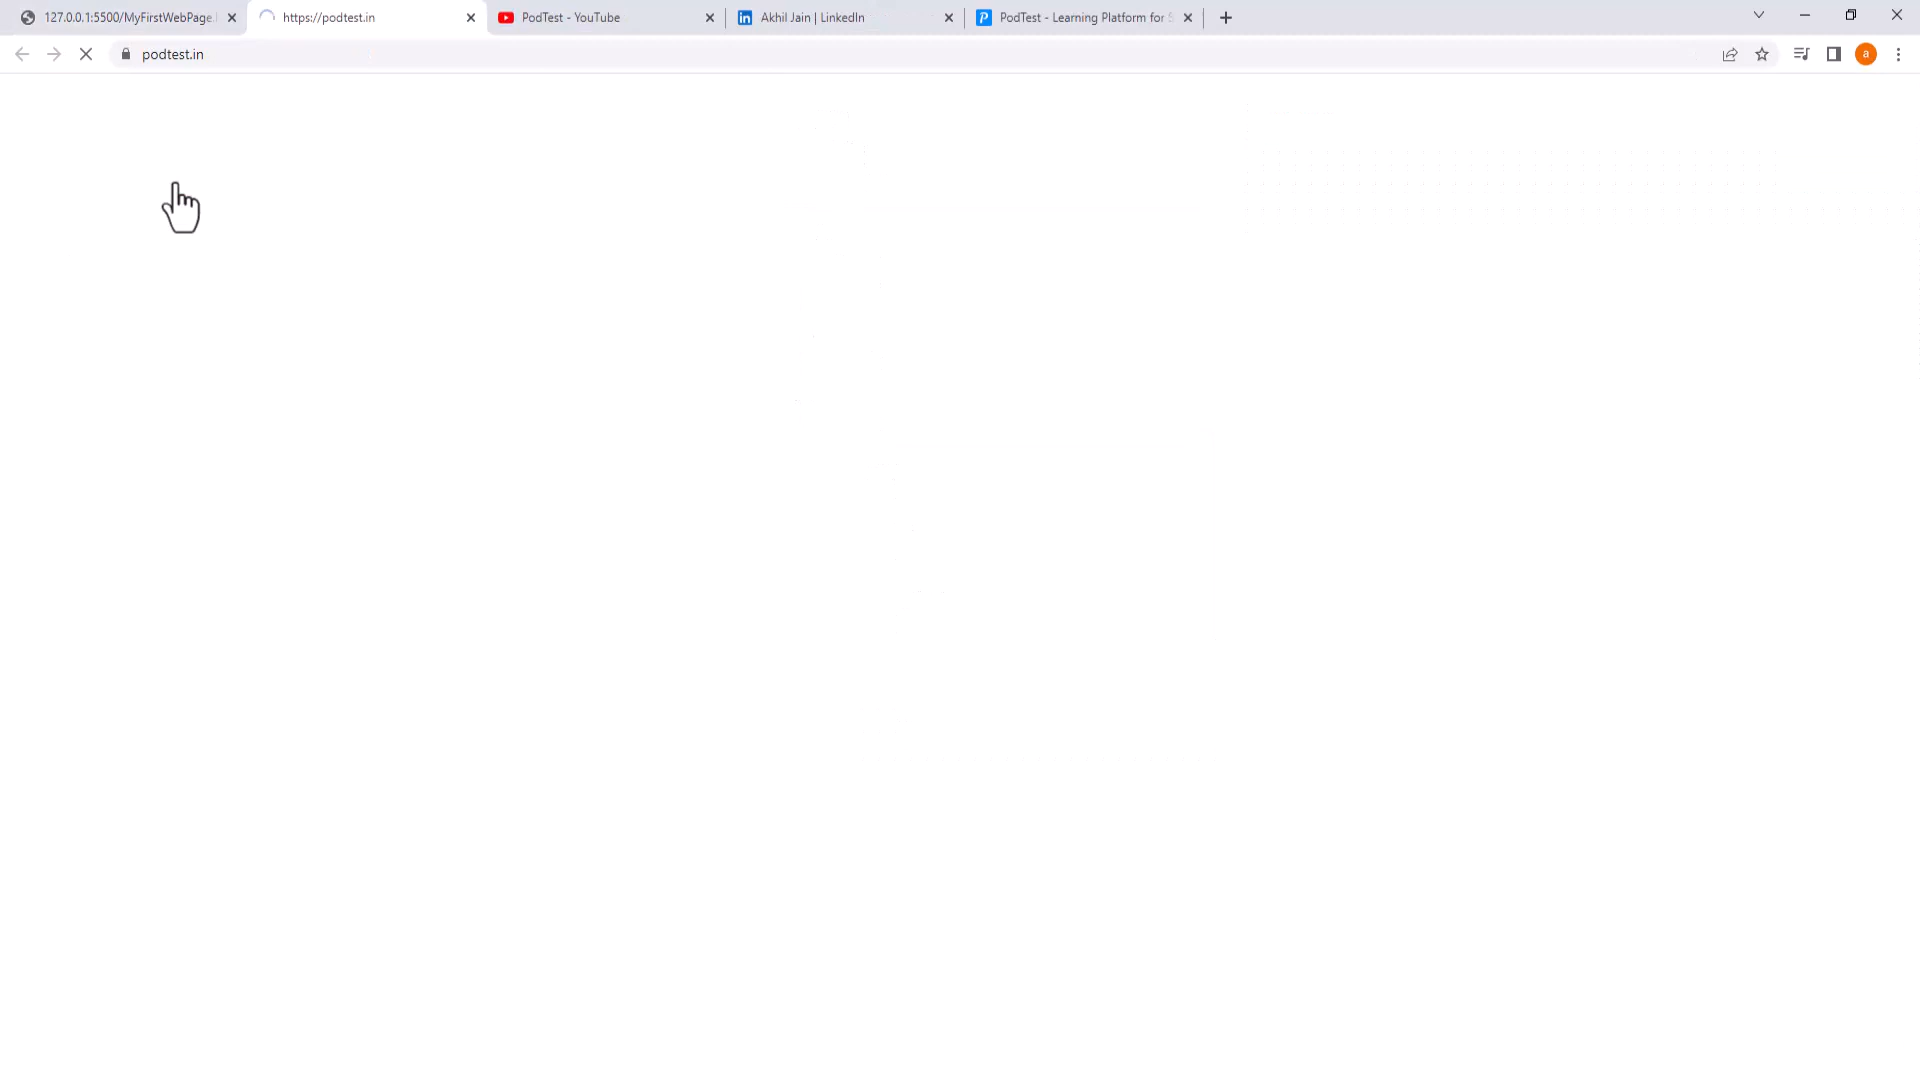 127.0.0.1:5500/MyFirstWebPage.
https://podtest.in
PodTest - YouTube
Akhil Jain | LinkedIn
PodTest - Learning Platform for S
podtest.in
a